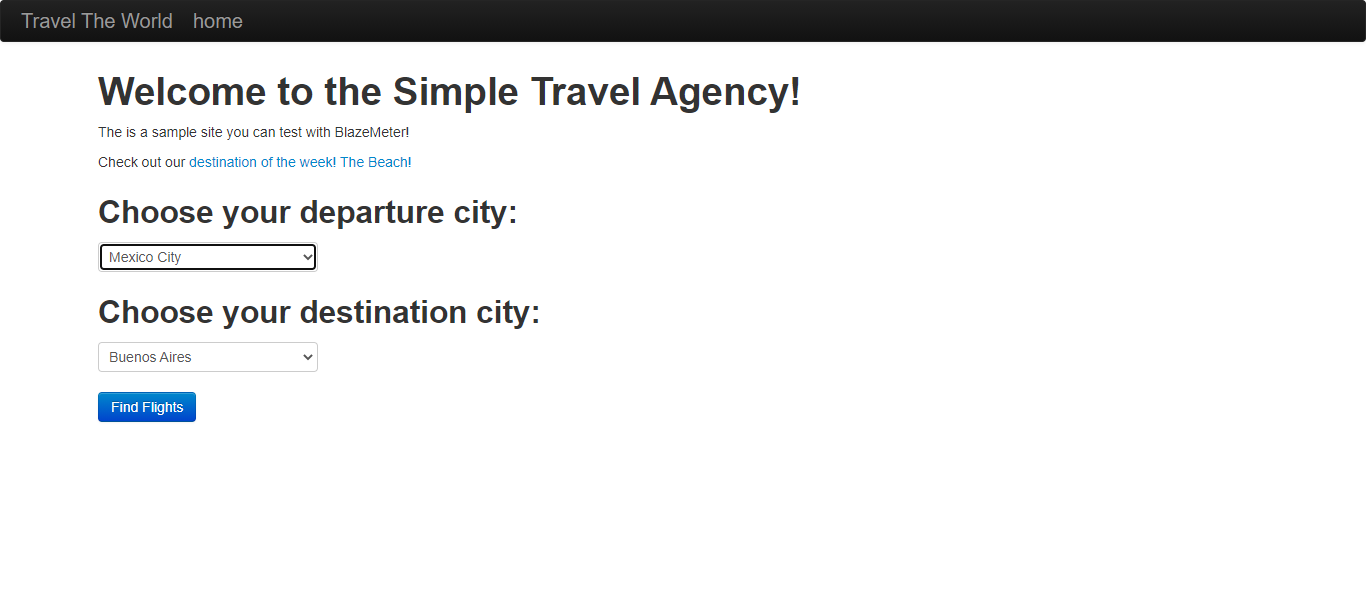 Travel The World home
Welcome to the Simple Travel Agency!
The is a sample site you can test with BlazeMeter!
Check out our destination of the week! The Beach!
Choose your departure city:
Mexico City
Choose your destination city:
Buenos Aires
Find Flights